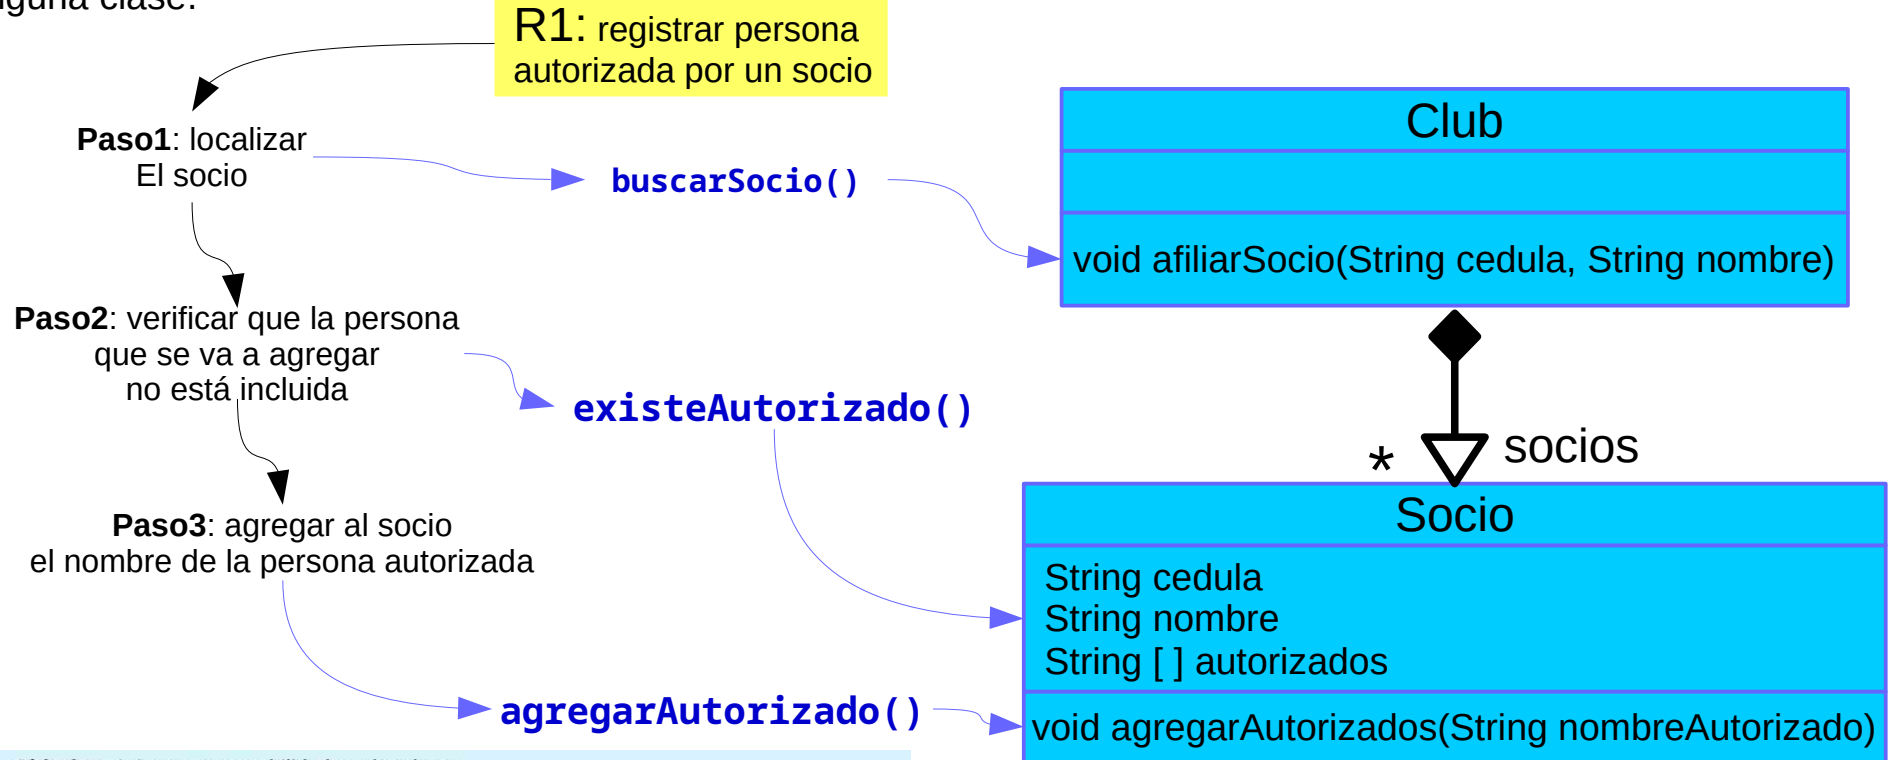 clase:
R1: registrar persona
autorizada por un socio
Paso1: localizar
El socio
buscarSocio()
Paso2: verificar que la persona
que se va a agregar
no está incluida
existeAutorizado()
Paso3: agregar al socio
el nombre de la persona autorizada
agregarAutorizado()
Club
void afiliarSocio(String cedula, String nombre)
* socios
Socio
String cedula
String nombre
String [ ] autorizados
void agregarAutorizados(String nombreAutorizado)